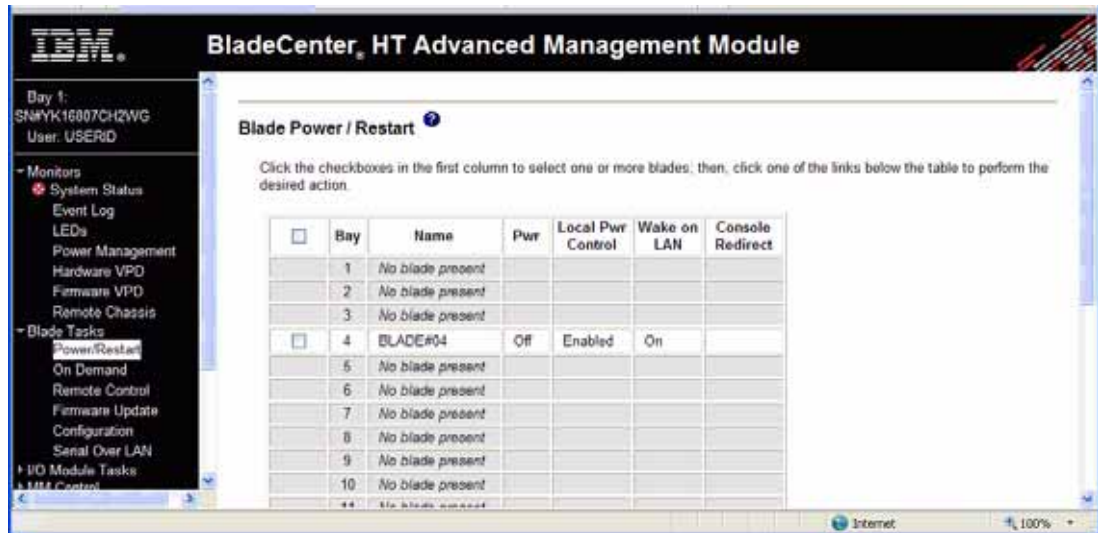 IBM.
BladeCenter® HT Advanced Management Module
Bay 1:
SN#YK16807CH2WG
User: USERID
Monitors
System Status
Event Log
LEDs
Power Management
Hardware VPD
Firmware VPD
Remote Chassis
Blade Tasks
Power/Restart
On Demand
Remote Control
Firmware Update
Configuration
Serial Over LAN
I/O Module Tasks
MM Control
Blade Power / Restart ?
Click the checkboxes in the first column to select one or more blades; then, click one of the links below the table to perform the
desired action.
Bay Name Pwr Local Pwr Control Wake on LAN Console Redirect
1 No blade present
2 No blade present
3 No blade present
4 BLADE#04 Off Enabled On
5 No blade present
6 No blade present
7 No blade present
8 No blade present
9 No blade present
10 No blade present
11 No blade present
Internet 100%